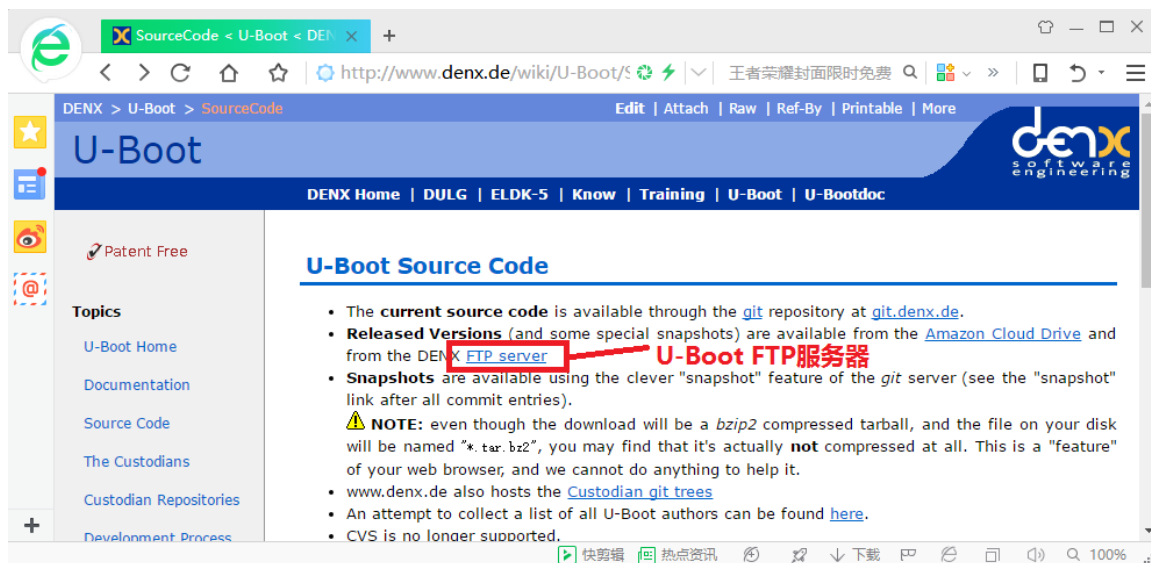 SourceCode < U-Boot < DEN
http://www.denx.de/wiki/U-Boot/S
王者荣耀封面限时免费
DENX > U-Boot > SourceCode
Edit | Attach | Raw | Ref-By | Printable | More
U-Boot
denx
software
engineering
DENX Home | DULG | ELDK-5 | Know | Training | U-Boot | U-Bootdoc
Patent Free
Topics
U-Boot Home
Documentation
Source Code
The Custodians
Custodian Repositories
Development Process
U-Boot Source Code
• The current source code is available through the git repository at git.denx.de.
• Released Versions (and some special snapshots) are available from the Amazon Cloud Drive and
from the DENX FTP server
U-Boot FTP服务器
• Snapshots are available using the clever "snapshot" feature of the git server (see the "snapshot"
link after all commit entries).
NOTE: even though the download will be a bzip2 compressed tarball, and the file on your disk
will be named "*.tar.bz2", you may find that it's actually not compressed at all. This is a "feature"
of your web browser, and we cannot do anything to help it.
• www.denx.de also hosts the Custodian git trees
• An attempt to collect a list of all U-Boot authors can be found here.
• CVS is no longer supported.
快剪辑 热点资讯 下载 100%